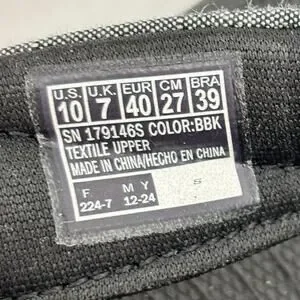 U.S. U.K. EUR CM BRA
10 7 40 27 39
SN 179146S COLOR:BBK
TEXTILE UPPER
MADE IN CHINA/HECHO EN CHINA
F M Y S
224-7 12-24